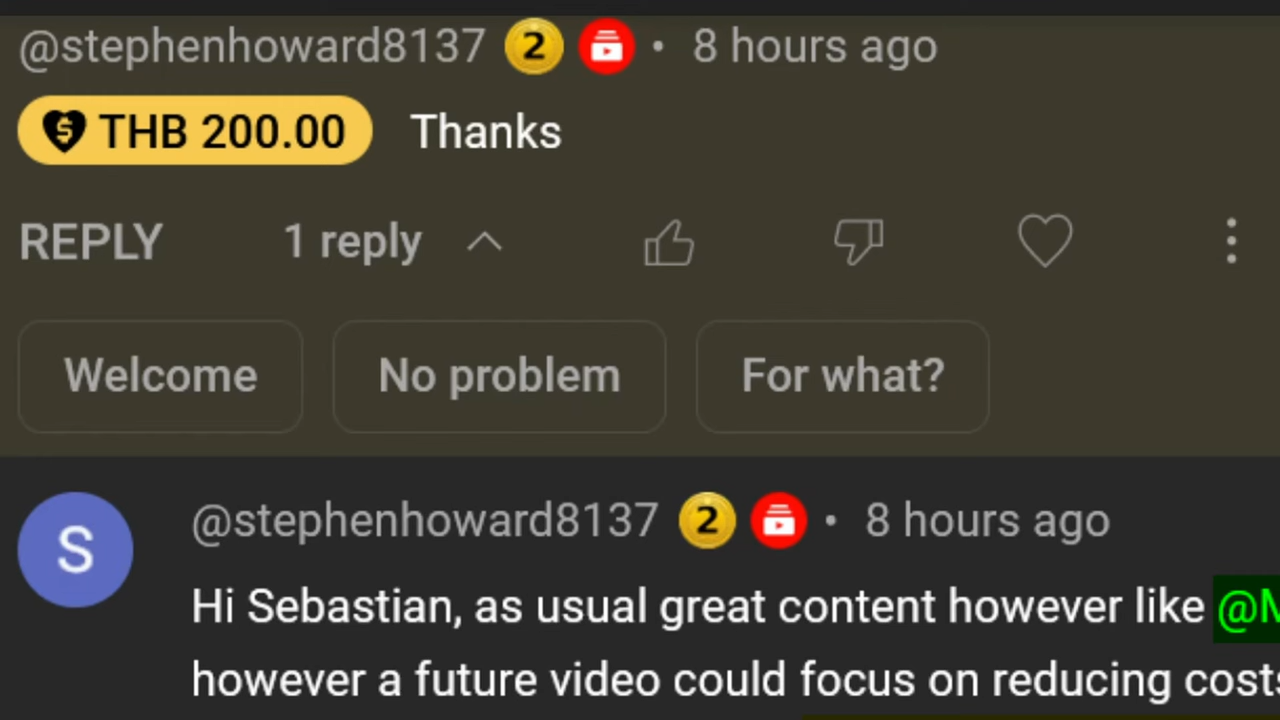 @stephenhoward8137 2 • 8 hours ago
$ THB 200.00 Thanks
REPLY 1 reply
Welcome No problem For what?
S @stephenhoward8137 2 • 8 hours ago
Hi Sebastian, as usual great content however like @M
however a future video could focus on reducing costs